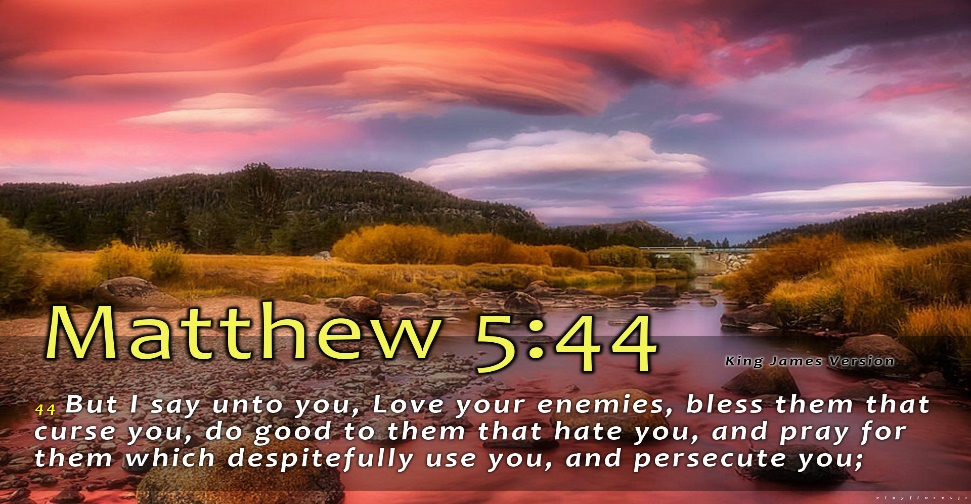 Matthew 5:44
King James Version
44 But I say unto you, Love your enemies, bless them that
curse you, do good to them that hate you, and pray for
them which despitefully use you, and persecute you;